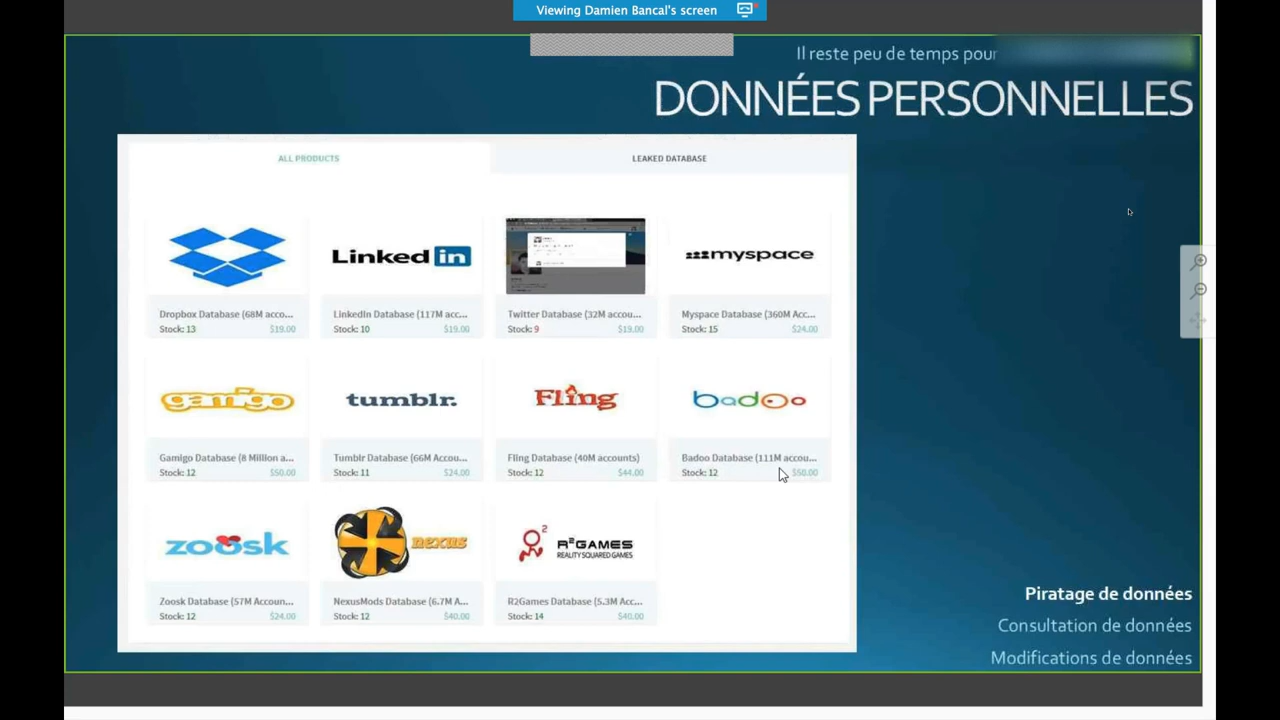 Viewing Damien Bancal's screen
Il reste peu de temps pour
DONNÉES PERSONNELLES
ALL PRODUCTS
LEAKED DATABASE
Linked in
myspace
Dropbox Database (68M acco...
Stock: 13
$19.00
LinkedIn Database (117M acc...
Stock: 10
$19.00
Twitter Database (32M accou...
Stock: 9
$19.00
Myspace Database (360M Acc...
Stock: 15
$24.00
gamigo
tumblr.
Fling
badoo
Gamigo Database (8 Million a...
Stock: 12
$50.00
Tumblr Database (66M Accou...
Stock: 11
$24.00
Fling Database (40M accounts)
Stock: 12
$44.00
Badoo Database (111M accou...
Stock: 12
$50.00
zoosk
nexus
R2GAMES
REALITY SQUARED GAMES
Zoosk Database (57M Accoun...
Stock: 12
$24.00
NexusMods Database (6.7M A...
Stock: 12
$40.00
R2Games Database (5.3M Acc...
Stock: 14
$40.00
Piratage de données
Consultation de données
Modifications de données